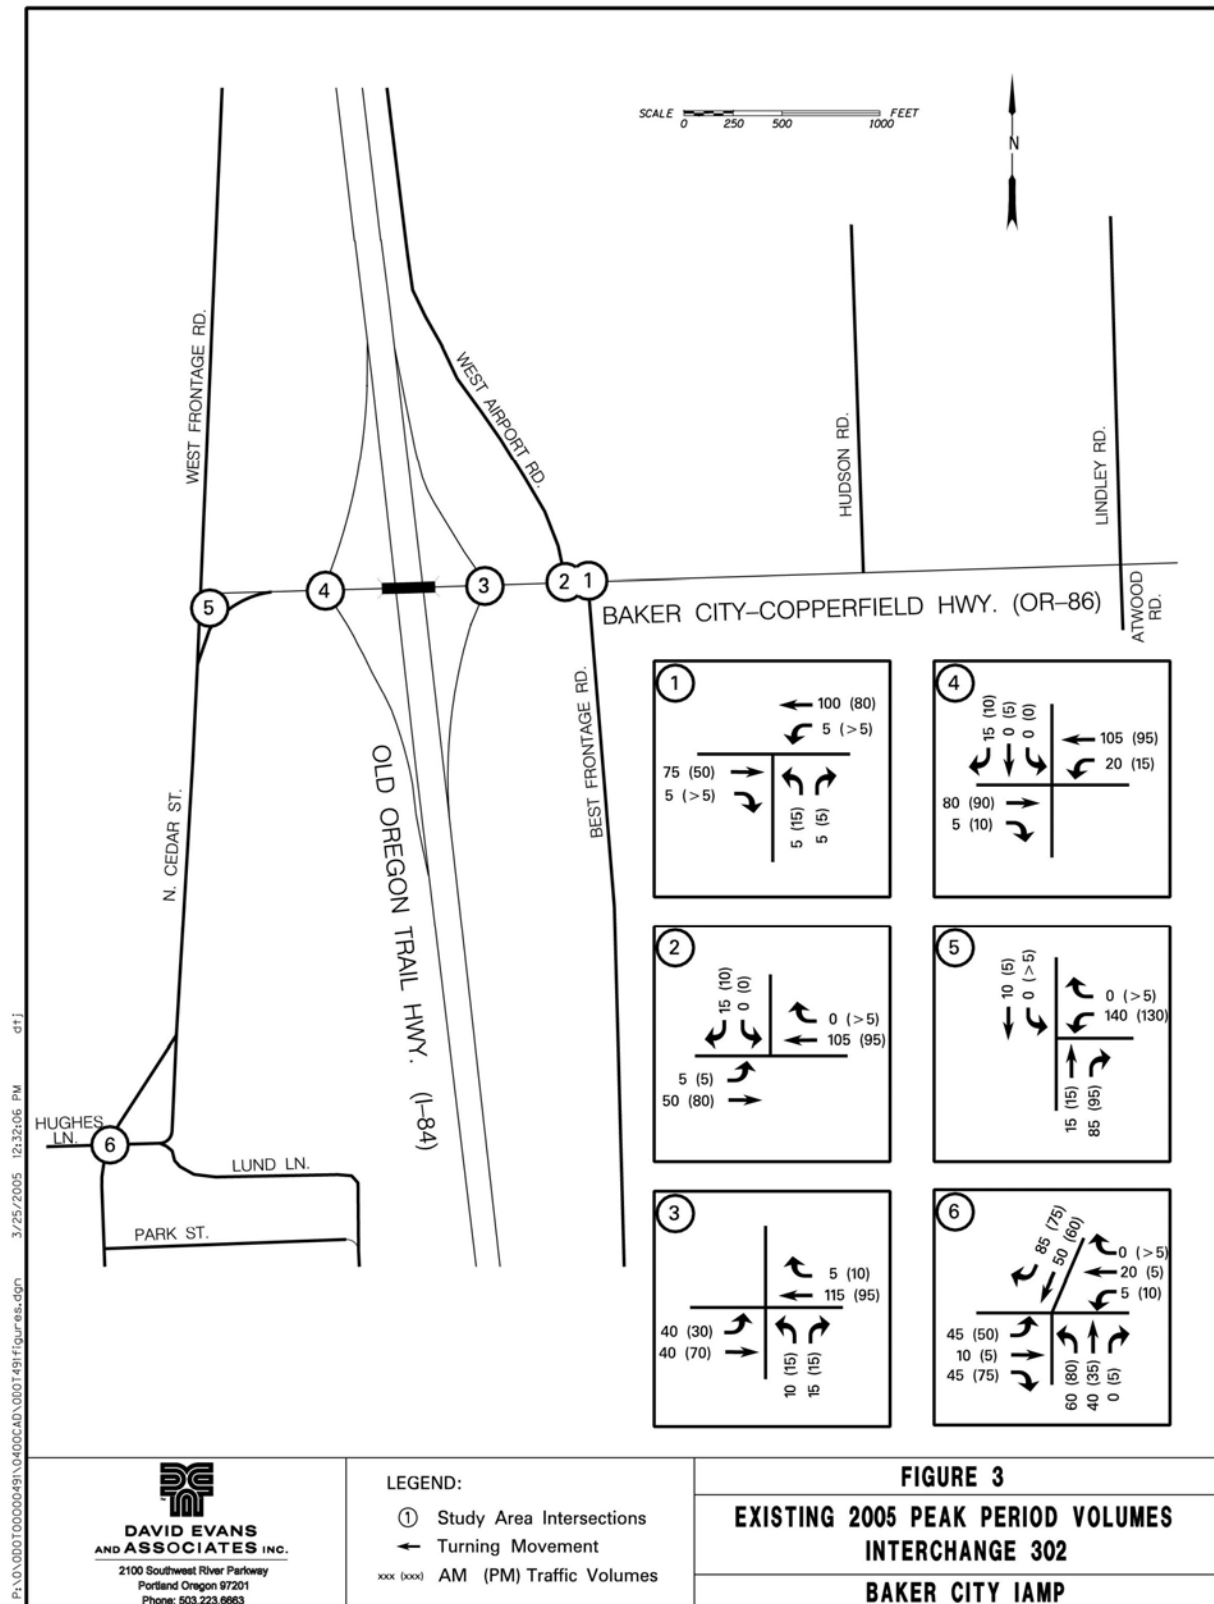 SCALE 0 250 500 1000 FEET
N
WEST FRONTAGE RD.
WEST AIRPORT RD.
HUDSON RD.
LINDLEY RD.
5
4
3
2
1
BAKER CITY–COPPERFIELD HWY. (OR–86)
ATWOOD RD.
N. CEDAR ST.
OLD OREGON TRAIL HWY. (I–84)
BEST FRONTAGE RD.
HUGHES LN.
6
LUND LN.
PARK ST.
1
100 (80)
5 (>5)
75 (50)
5 (>5)
5 (15)
5 (5)
4
15 (10)
0 (5)
0 (0)
105 (95)
20 (15)
80 (90)
5 (10)
2
15 (10)
0 (0)
0 (>5)
105 (95)
5 (5)
50 (80)
5
10 (5)
0 (>5)
0 (>5)
140 (130)
15 (15)
85 (95)
3
5 (10)
115 (95)
40 (30)
40 (70)
10 (15)
15 (15)
6
85 (75)
50 (60)
0 (>5)
20 (5)
5 (10)
45 (50)
10 (5)
45 (75)
60 (80)
40 (35)
0 (5)
P:\O\ODOT00000491\0400CAD\ODOT491figures.dgn 3/25/2005 12:32:06 PM dtj
DAVID EVANS
AND ASSOCIATES INC.
2100 Southwest River Parkway
Portland Oregon 97201
Phone: 503.223.6663
LEGEND:
1 Study Area Intersections
Turning Movement
xxx (xxx) AM (PM) Traffic Volumes
FIGURE 3
EXISTING 2005 PEAK PERIOD VOLUMES
INTERCHANGE 302
BAKER CITY IAMP